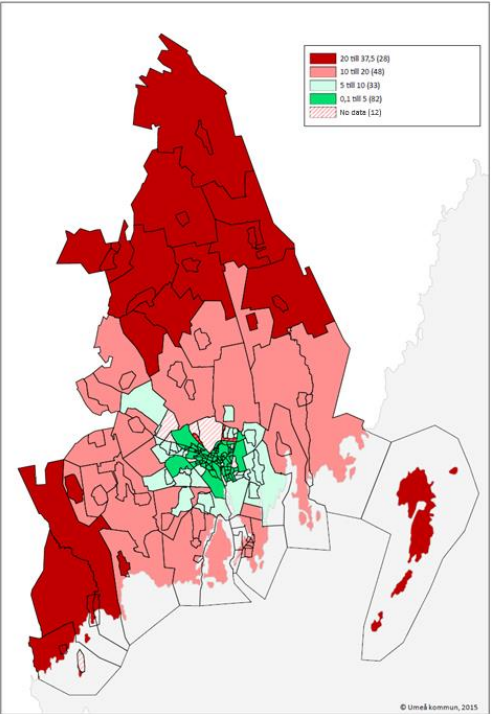 20 till 37,5 (28)
10 till 20 (48)
5 till 10 (33)
0,1 till 5 (82)
No data (12)
© Umeå kommun, 2015